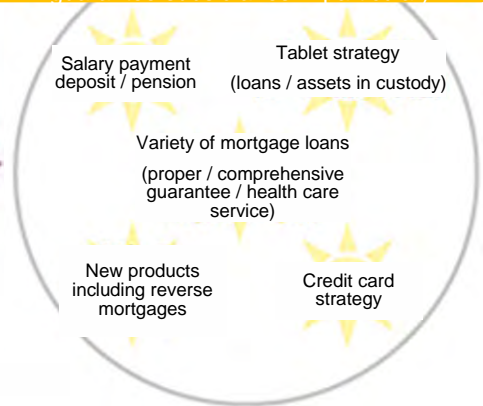 Salary payment
deposit / pension
Tablet strategy
(loans / assets in custody)
Variety of mortgage loans
(proper / comprehensive
guarantee / health care
service)
New products
including reverse
mortgages
Credit card
strategy